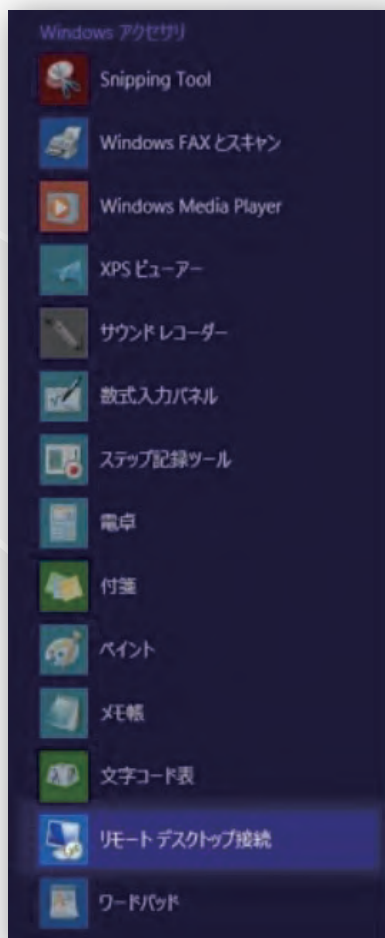 Windows アクセサリ
Snipping Tool
Windows FAX とスキャン
Windows Media Player
XPS ビューアー
サウンド レコーダー
数式入力パネル
ステップ記録ツール
電卓
付箋
ペイント
メモ帳
文字コード表
リモート デスクトップ接続
ワードパッド